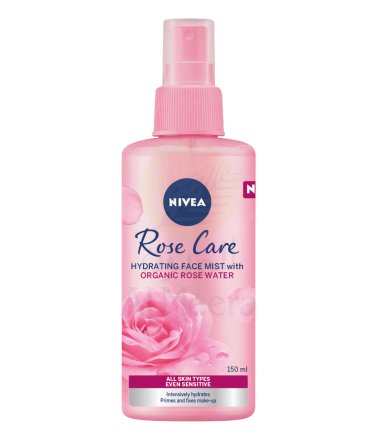 NIVEA
N
Rose Care
HYDRATING FACE MIST with
ORGANIC ROSE WATER
150 ml
ALL SKIN TYPES
EVEN SENSITIVE
Intensively hydrates
Primes and fixes make-up